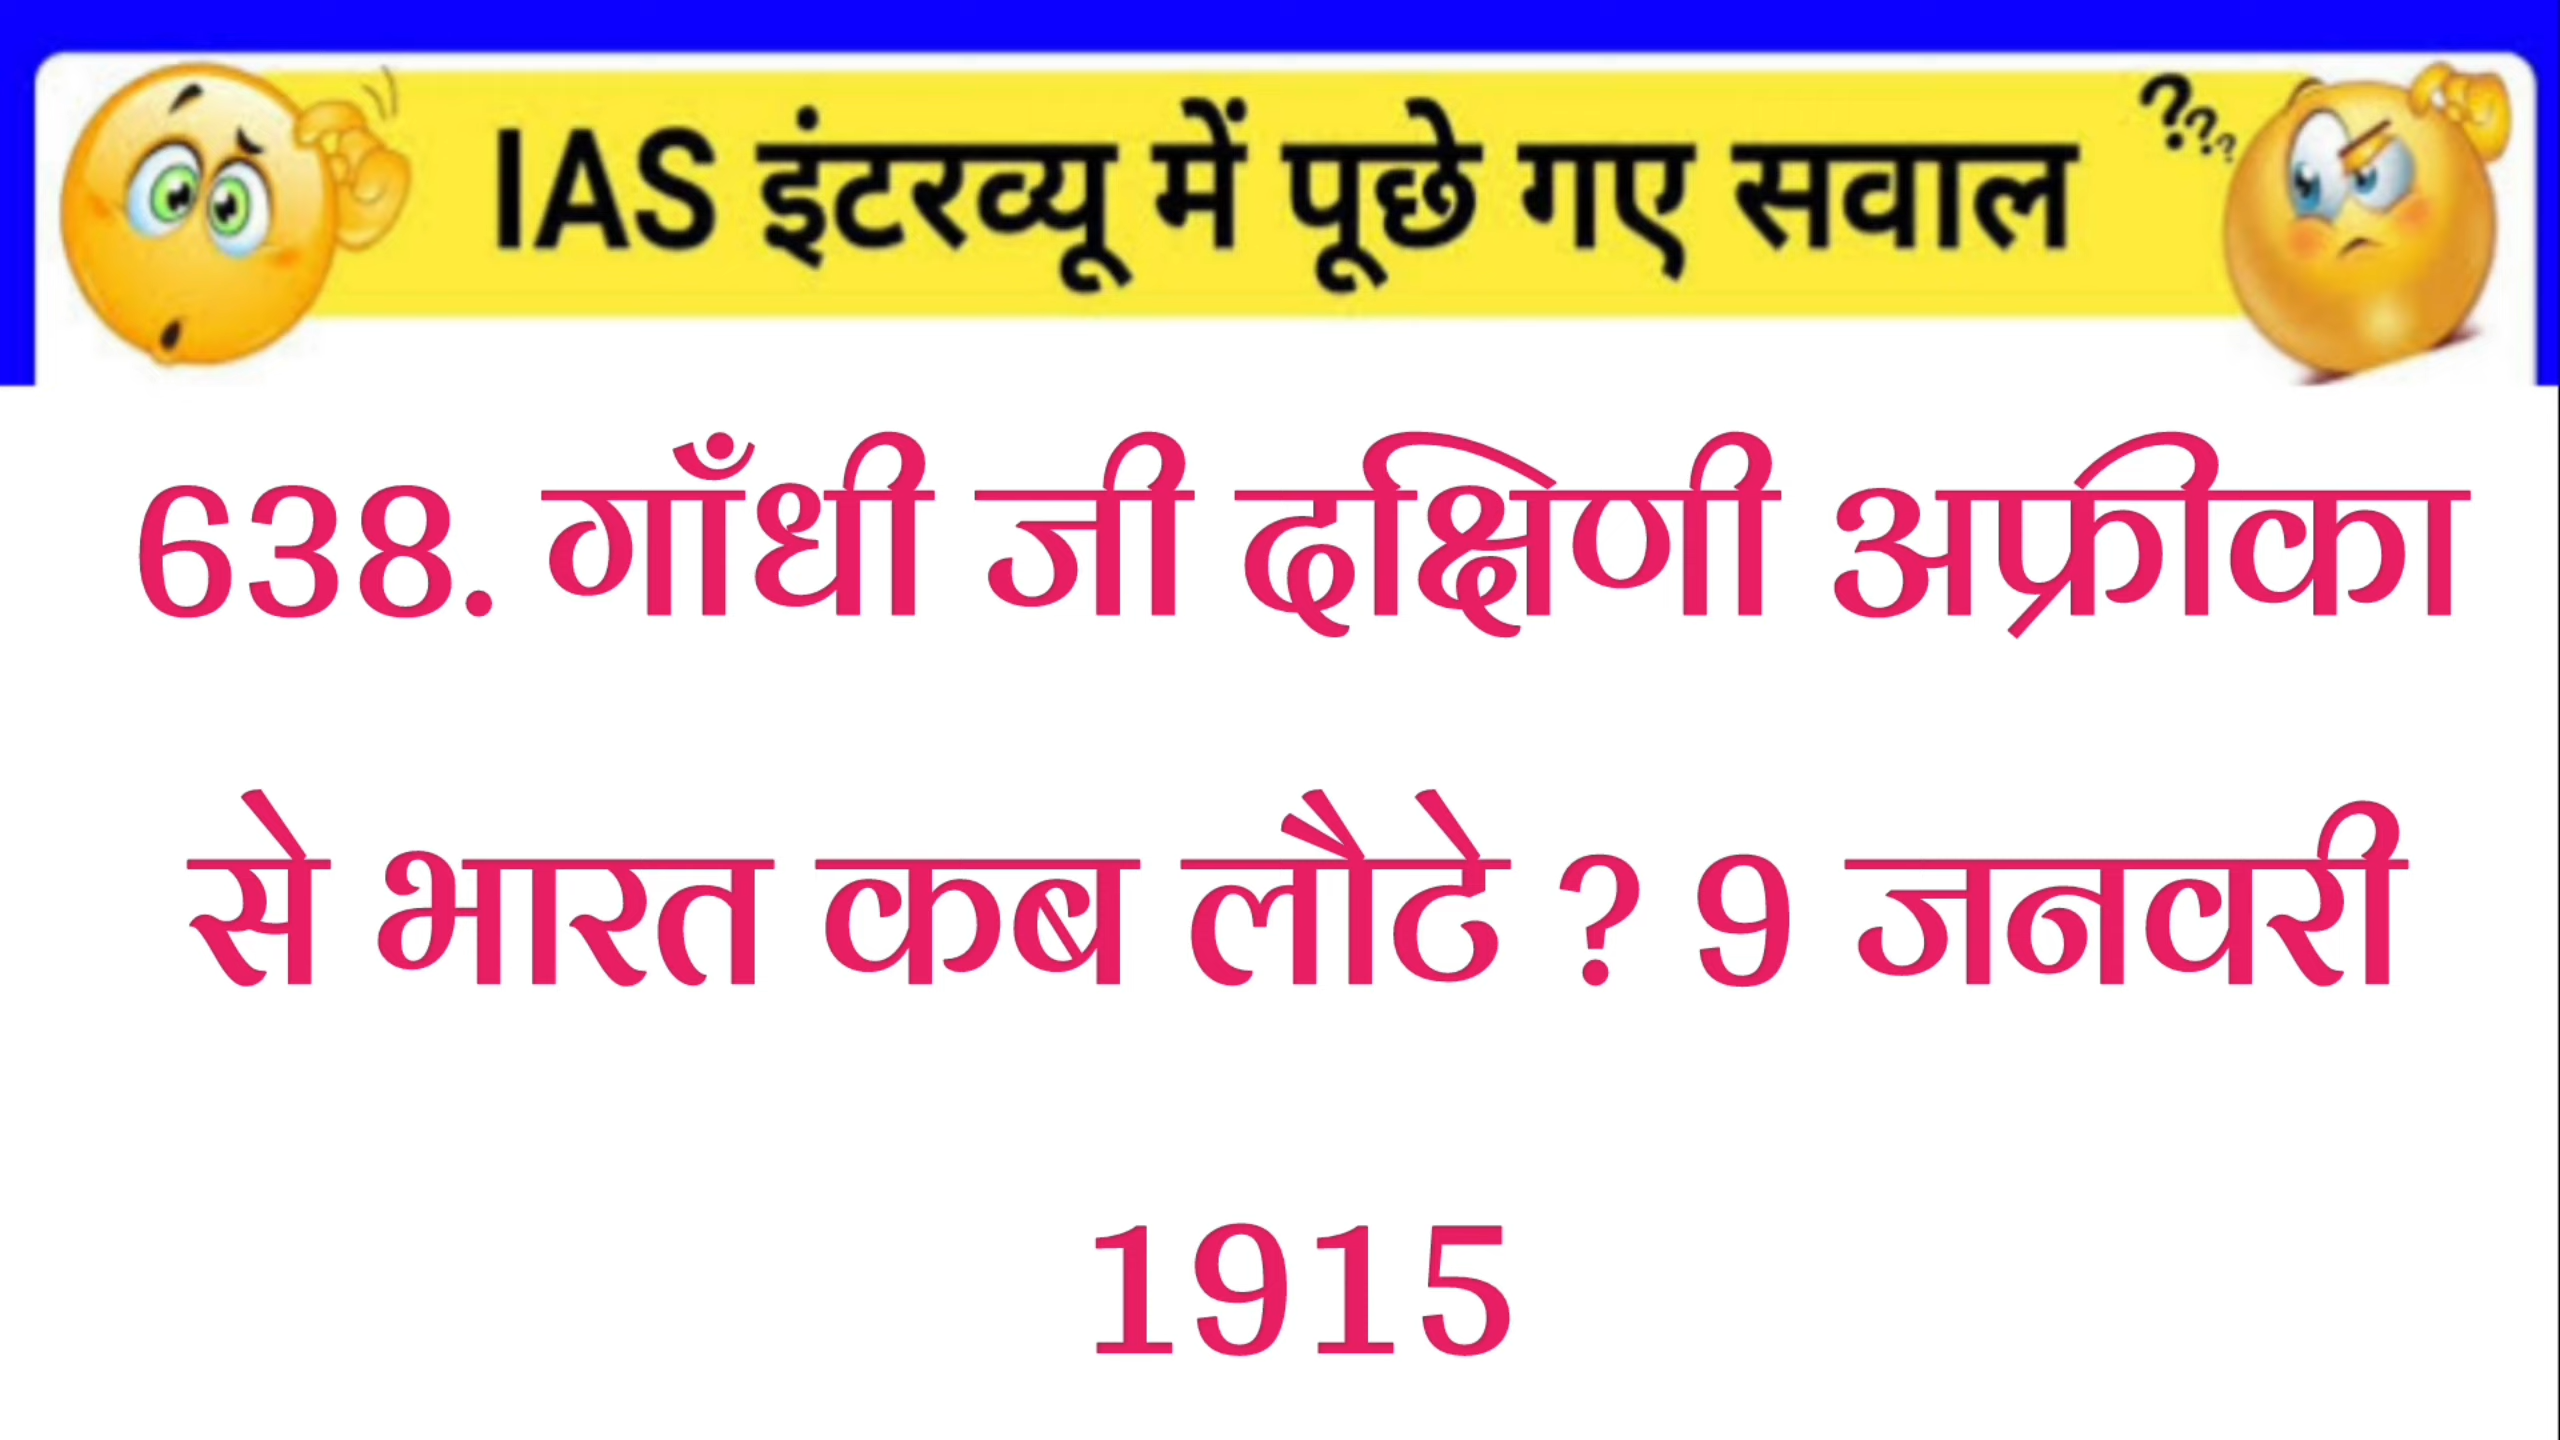 IAS इंटरव्यू में पूछे गए सवाल
???
638. गाँधी जी दक्षिणी अफ्रीका
से भारत कब लौटे ? 9 जनवरी
1915